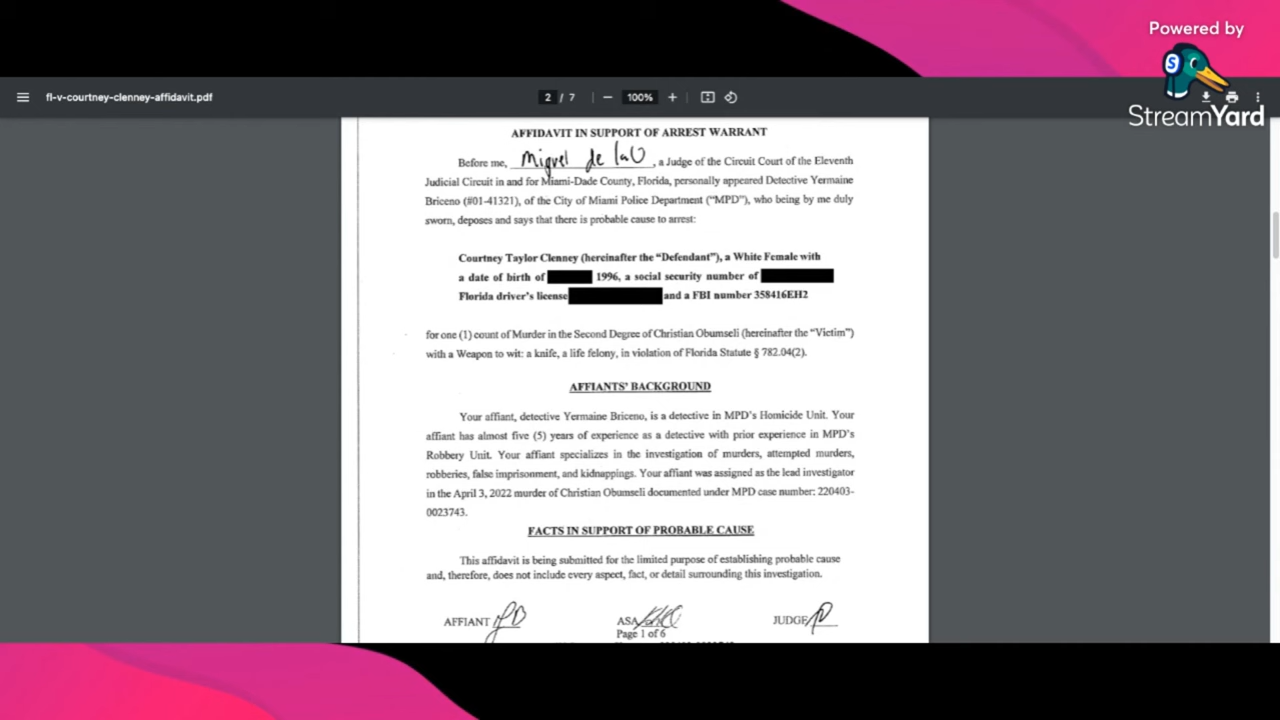 Powered by
StreamYard
fl-v-courtney-clenney-affidavit.pdf
2 / 7
100%
AFFIDAVIT IN SUPPORT OF ARREST WARRANT
Before me, Miguel de laO, a Judge of the Circuit Court of the Eleventh
Judicial Circuit in and for Miami-Dade County, Florida, personally appeared Detective Yermaine
Briceno (#01-41321), of the City of Miami Police Department ("MPD"), who being by me duly
sworn, deposes and says that there is probable cause to arrest:
Courtney Taylor Clenney (hereinafter the "Defendant"), a White Female with
a date of birth of 1996, a social security number of
Florida driver's license and a FBI number 358416EH2
for one (1) count of Murder in the Second Degree of Christian Obumseli (hereinafter the "Victim")
with a Weapon to wit: a knife, a life felony, in violation of Florida Statute § 782.04(2).
AFFIANTS' BACKGROUND
Your affiant, detective Yermaine Briceno, is a detective in MPD's Homicide Unit. Your
affiant has almost five (5) years of experience as a detective with prior experience in MPD's
Robbery Unit. Your affiant specializes in the investigation of murders, attempted murders,
robberies, false imprisonment, and kidnappings. Your affiant was assigned as the lead investigator
in the April 3, 2022 murder of Christian Obumseli documented under MPD case number: 220403-
0023743.
FACTS IN SUPPORT OF PROBABLE CAUSE
This affidavit is being submitted for the limited purpose of establishing probable cause
and, therefore, does not include every aspect, fact, or detail surrounding this investigation.
AFFIANT ASA JUDGE
Page 1 of 6